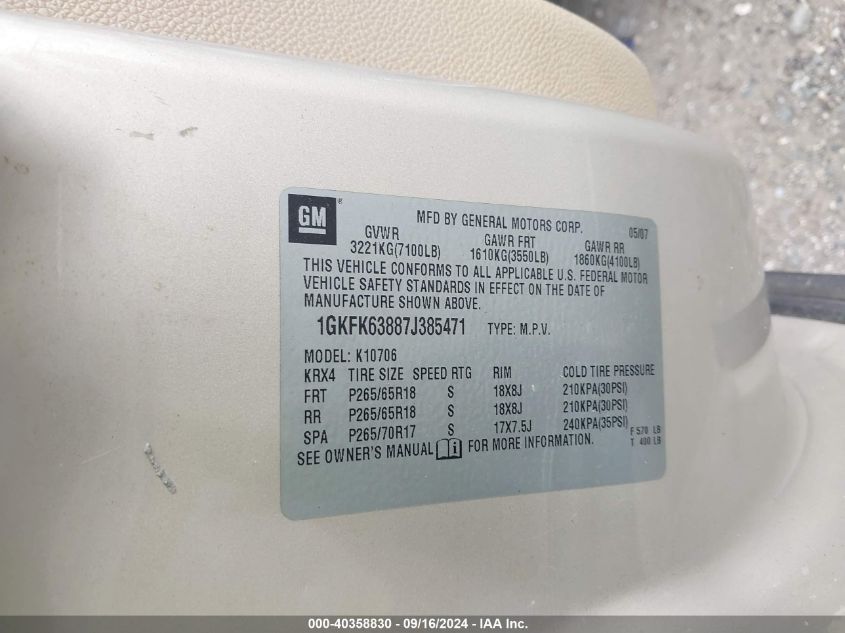 GM ®
MFD BY GENERAL MOTORS CORP. 05/07
GVWR GAWR FRT GAWR RR
3221KG(7100LB) 1610KG(3550LB) 1860KG(4100LB)
THIS VEHICLE CONFORMS TO ALL APPLICABLE U.S. FEDERAL MOTOR
VEHICLE SAFETY STANDARDS IN EFFECT ON THE DATE OF
MANUFACTURE SHOWN ABOVE.
1GKFK63887J385471 TYPE: M.P.V.
MODEL: K10706
KRX4 TIRE SIZE SPEED RTG RIM COLD TIRE PRESSURE
FRT P265/65R18 S 18X8J 210KPA(30PSI)
RR P265/65R18 S 18X8J 210KPA(30PSI)
SPA P265/70R17 S 17X7.5J 240KPA(35PSI) F 570 LB
SEE OWNER'S MANUAL i FOR MORE INFORMATION. T 400 LB
000-40358830 - 09/16/2024 - IAA Inc.